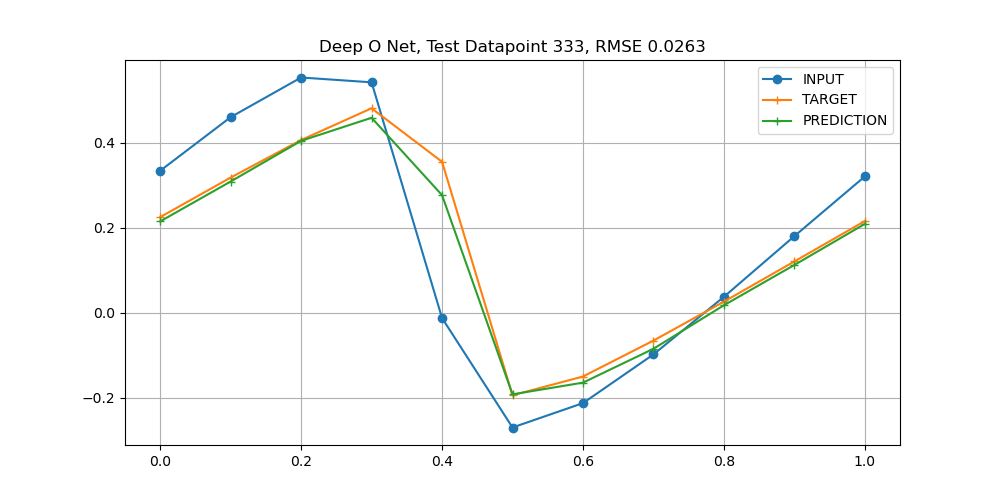 Deep O Net, Test Datapoint 333, RMSE 0.0263
INPUT
TARGET
PREDICTION
0.4
0.2
0.0
−0.2
0.0 0.2 0.4 0.6 0.8 1.0